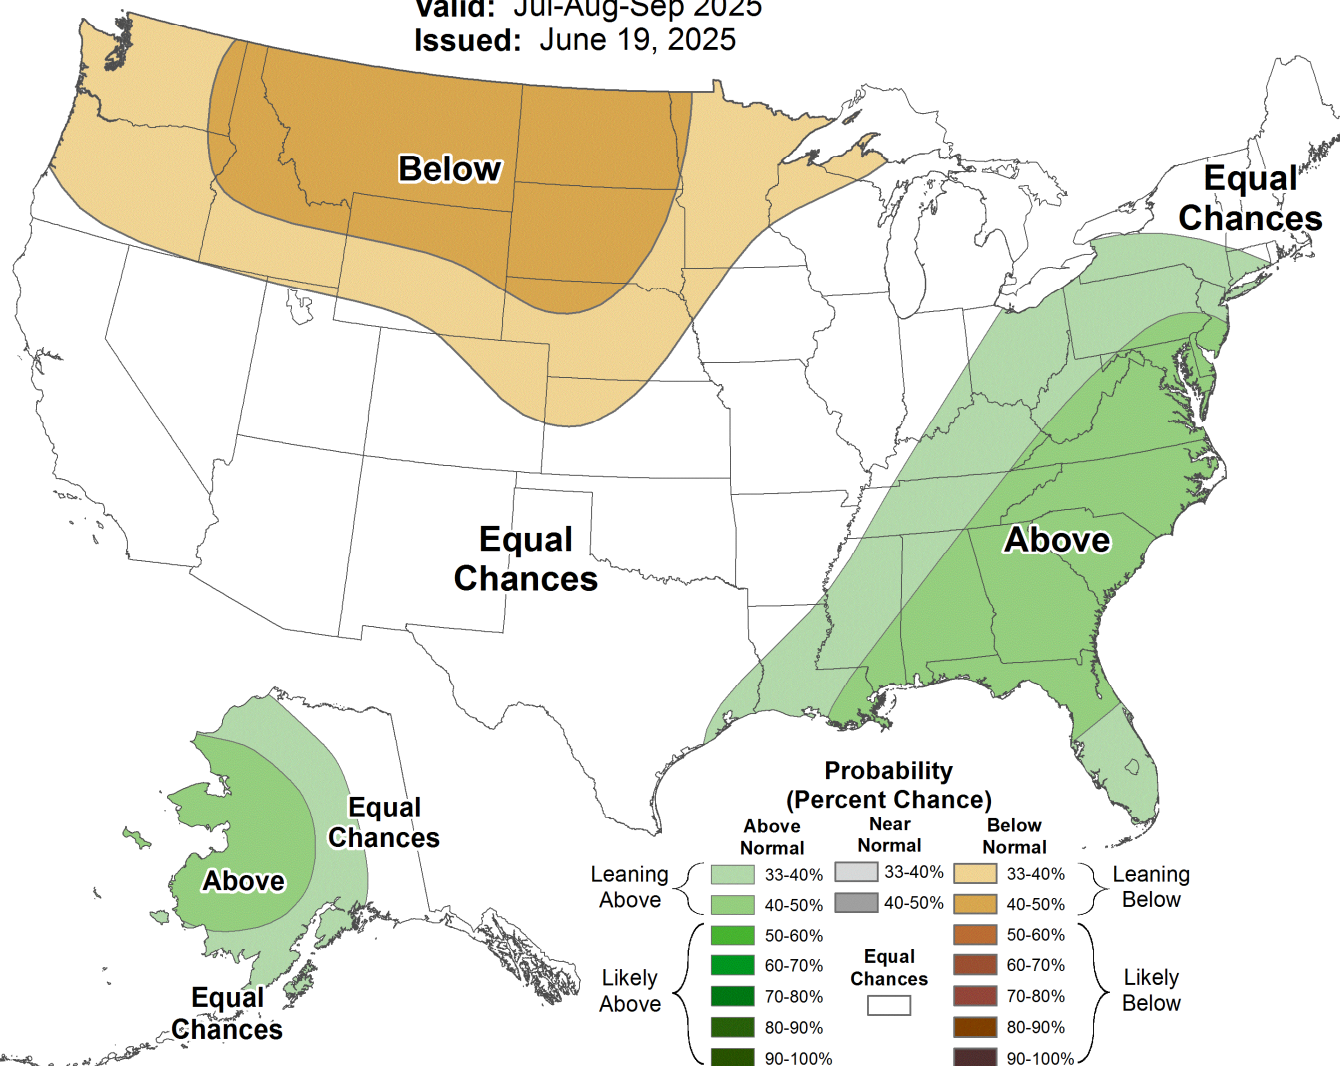 Valid: Jul-Aug-Sep 2025
Issued: June 19, 2025
Below
Equal
Chances
Equal
Chances
Above
Equal
Chances
Above
Equal
Chances
Probability
(Percent Chance)
Above
Normal
Near
Normal
Below
Normal
Leaning
Above
33-40%
33-40%
33-40%
Leaning
Below
40-50%
40-50%
40-50%
Likely
Above
50-60%
50-60%
Likely
Below
60-70%
Equal
Chances
60-70%
70-80%
70-80%
80-90%
80-90%
90-100%
90-100%